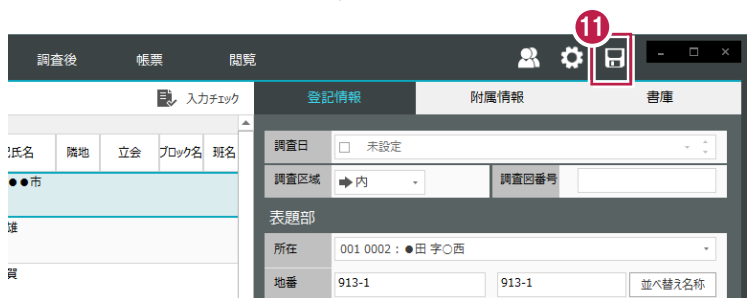 11
調査後 帳票 閲覧
入力チェック
登記情報 附属情報 書庫
氏名 隣地 立会 ブロック名 班名
調査日 未設定
●●市
調査区域 内 調査図番号
表題部
雄
所在 001 0002 : ●田 字○西
賀
地番 913-1 913-1 並べ替え名称